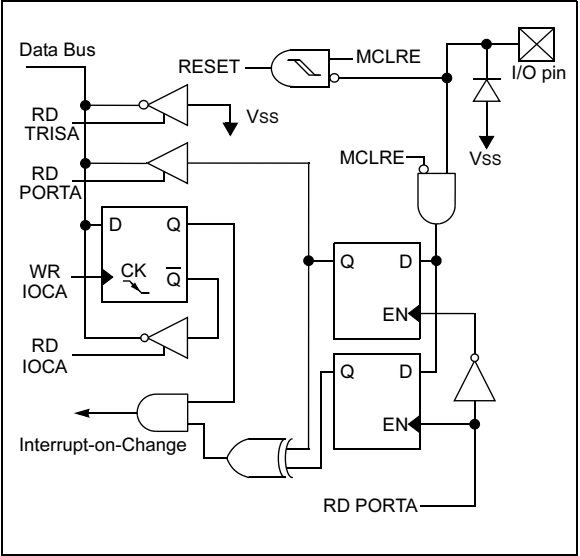 Data Bus
RESET
MCLRE
I/O pin
RD
TRISA
VSS
VSS
RD
PORTA
MCLRE
D
Q
WR
IOCA
CK
Q
Q
D
EN
RD
IOCA
Q
D
EN
Interrupt-on-Change
RD PORTA